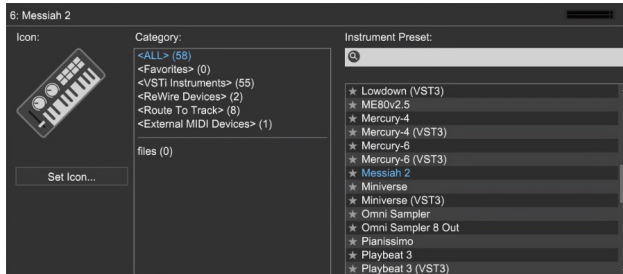 6: Messiah 2
Icon:
Set Icon...
Category:
<ALL> (58)
<Favorites> (0)
<VSTi Instruments> (55)
<ReWire Devices> (2)
<Route To Track> (8)
<External MIDI Devices> (1)
files (0)
Instrument Preset:
★ Lowdown (VST3)
★ ME80v2.5
★ Mercury-4
★ Mercury-4 (VST3)
★ Mercury-6
★ Mercury-6 (VST3)
★ Messiah 2
★ Miniverse
★ Miniverse (VST3)
★ Omni Sampler
★ Omni Sampler 8 Out
★ Pianissimo
★ Playbeat 3
★ Playbeat 3 (VST3)